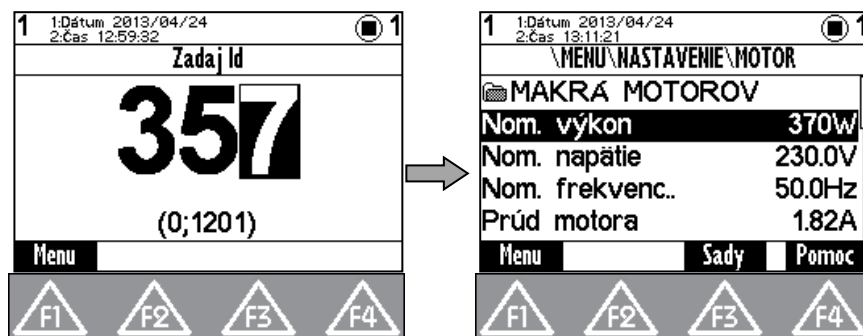 1 1:Dátum 2013/04/24 1
2:Čas 12:59:32
Zadaj Id
357
(0;1201)
Menu
F1 F2 F3 F4
1 1:Dátum 2013/04/24 1
2:Čas 13:11:21
\MENU\NASTAVENIE\MOTOR
MAKRÁ MOTOROV
Nom. výkon 370W
Nom. napätie 230.0V
Nom. frekvenc.. 50.0Hz
Prúd motora 1.82A
Menu Sady Pomoc
F1 F2 F3 F4